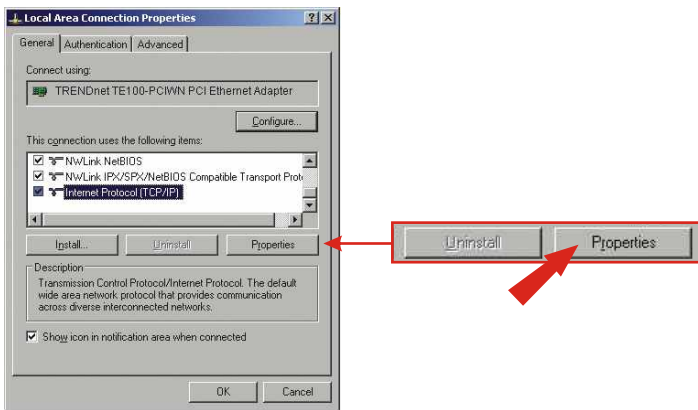 Local Area Connection Properties
General Authentication Advanced
Connect using:
TRENDnet TE100-PCIWN PCI Ethernet Adapter
Configure...
This connection uses the following items:
NWLink NetBIOS
NWLink IPX/SPX/NetBIOS Compatible Transport Prot
Internet Protocol (TCP/IP)
Install... Uninstall Properties
Description
Transmission Control Protocol/Internet Protocol. The default
wide area network protocol that provides communication
across diverse interconnected networks.
Show icon in notification area when connected
OK Cancel
Uninstall Properties